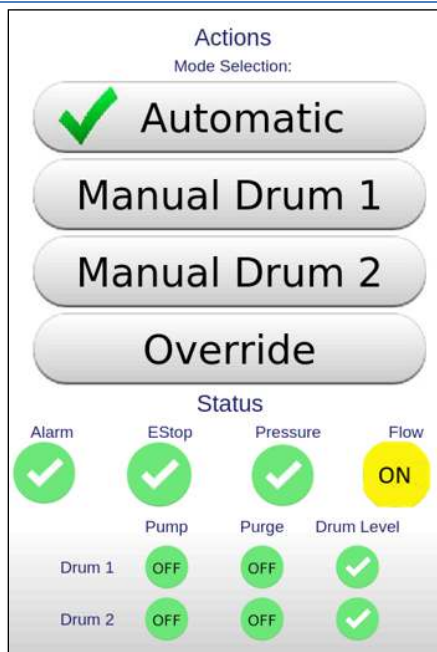 Actions
Mode Selection:
Automatic
Manual Drum 1
Manual Drum 2
Override
Status
Alarm EStop Pressure Flow
ON
Pump Purge Drum Level
Drum 1 OFF OFF
Drum 2 OFF OFF